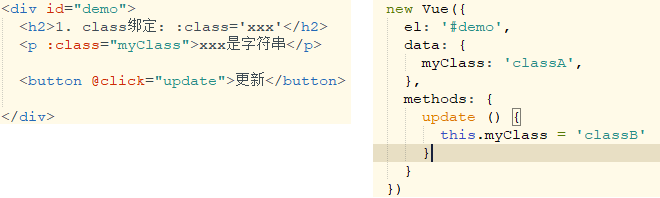 <div id="demo">
<h2>1. class绑定: :class='xxx'</h2>
<p :class="myClass">xxx是字符串</p>
<button @click="update">更新</button>
</div>
new Vue({
el: '#demo',
data: {
myClass: 'classA',
},
methods: {
update () {
this.myClass = 'classB'
}
}
})